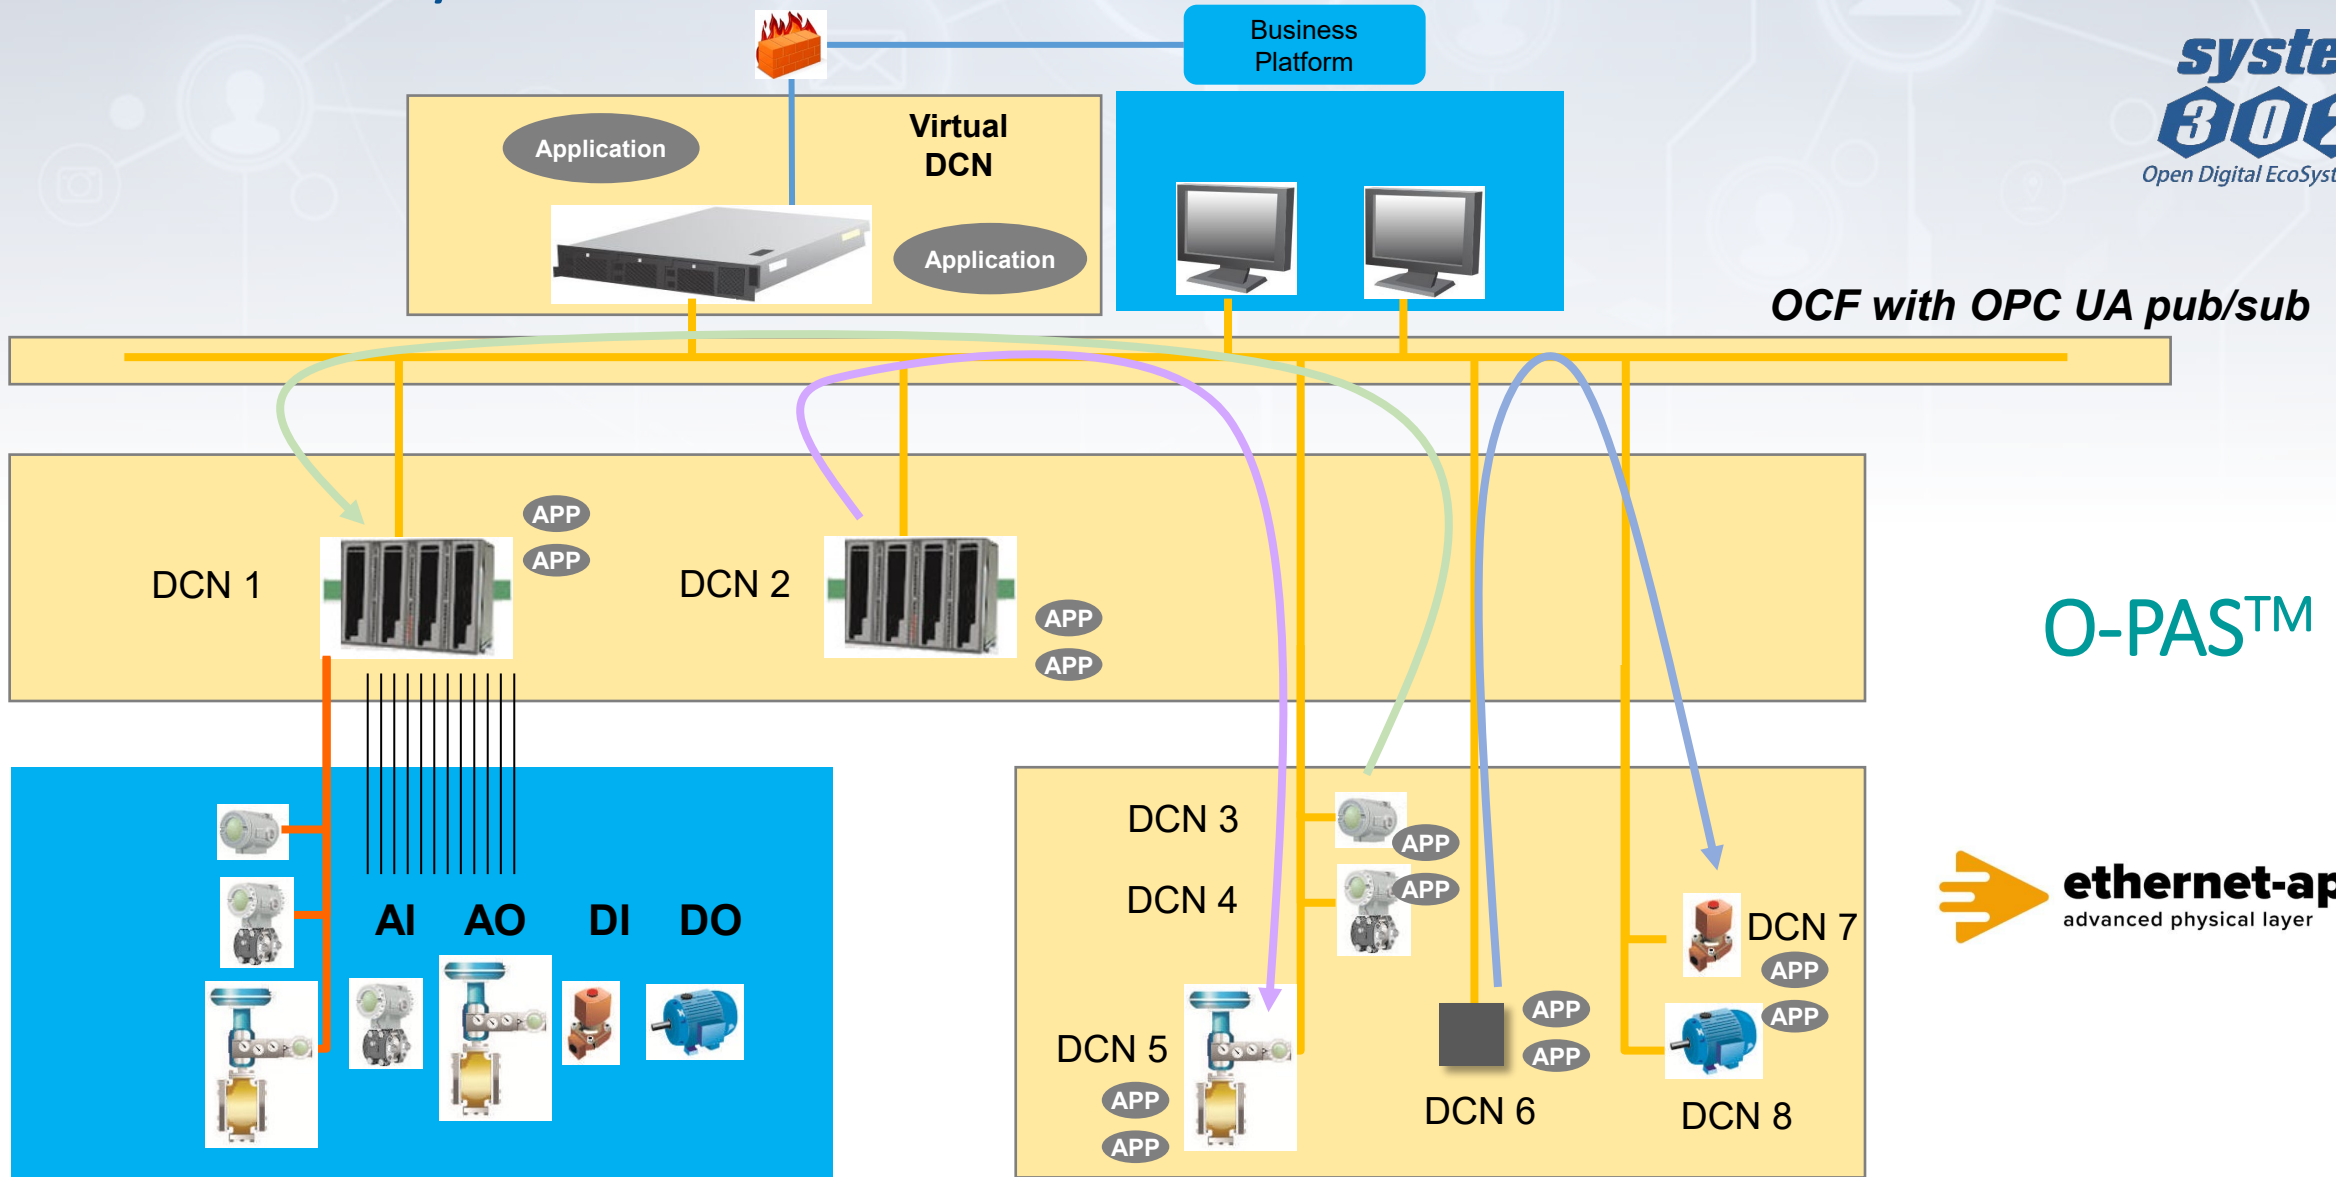 Business
Platform
Virtual
DCN
Application
Application
Open Digital
OCF with OPC UA pub/sub
DCN 1
APP
APP
DCN 2
APP
APP
O-PAS™
AI AO DI DO
DCN 3
APP
DCN 4
APP
DCN 5
APP
APP
APP
APP
DCN 6
DCN 7
APP
APP
DCN 8
advanced physical layer